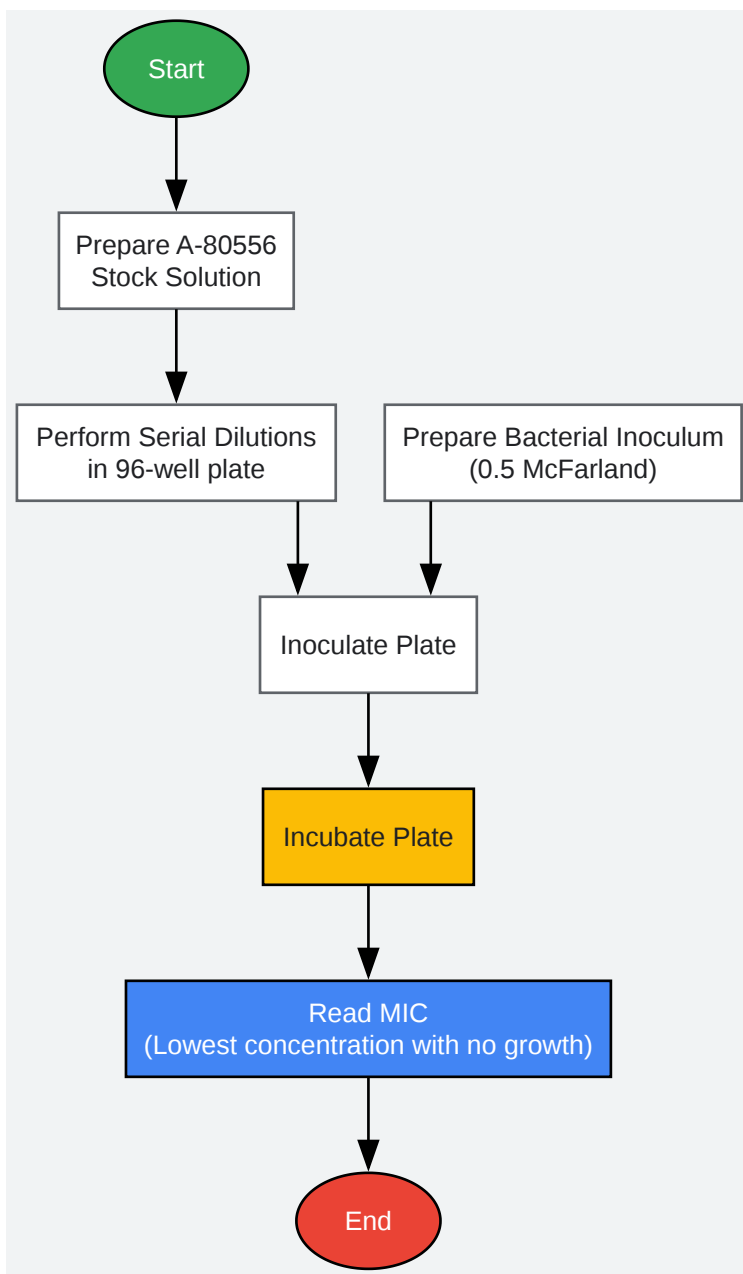 Start
Prepare A-80556
Stock Solution
Perform Serial Dilutions
in 96-well plate
Prepare Bacterial Inoculum
(0.5 McFarland)
Inoculate Plate
Incubate Plate
Read MIC
(Lowest concentration with no growth)
End